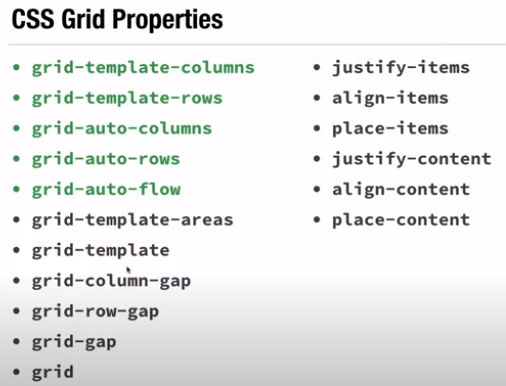 CSS Grid Properties
• grid-template-columns
• grid-template-rows
• grid-auto-columns
• grid-auto-rows
• grid-auto-flow
• grid-template-areas
• grid-template
• grid-column-gap
• grid-row-gap
• grid-gap
• grid
• justify-items
• align-items
• place-items
• justify-content
• align-content
• place-content